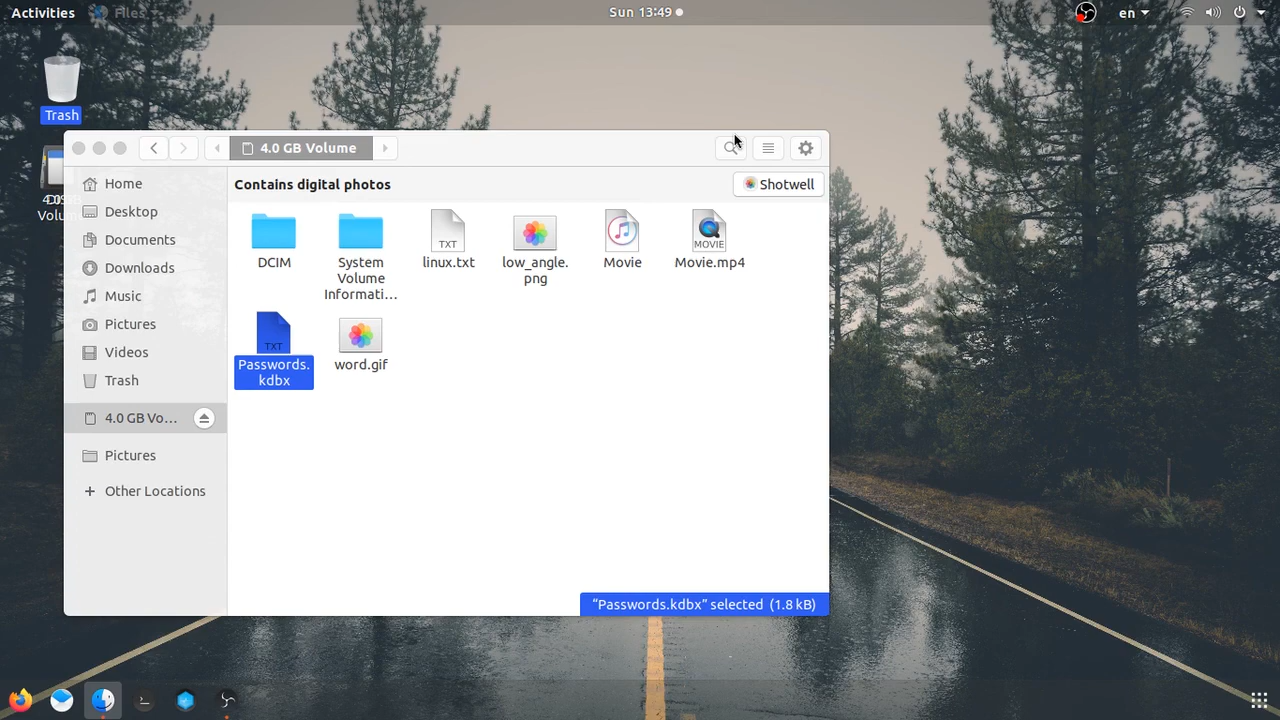 Activities
Files
Sun 13:49
en
Trash
4.0 GB Volume
Contains digital photos
Shotwell
Home
Desktop
Documents
Downloads
Music
Pictures
Videos
Trash
4.0 GB Vo...
Pictures
Other Locations
DCIM
System
Volume
Informati...
TXT
linux.txt
low_angle.
png
Movie
MOVIE
Movie.mp4
TXT
Passwords.
kdbx
word.gif
"Passwords.kdbx" selected (1.8 kB)